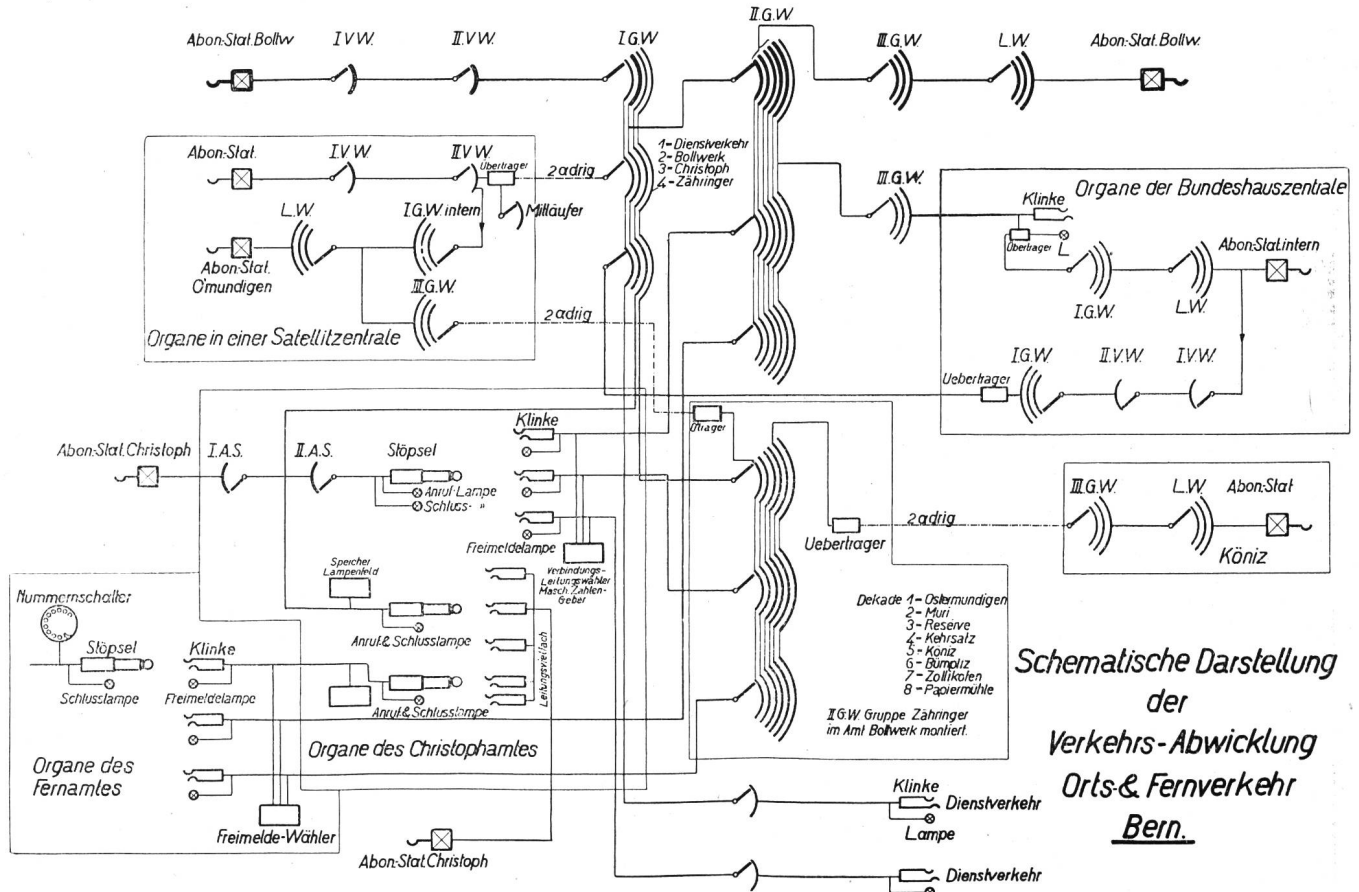 II.G.W
Abon:-Stat.Bollw
I V W.
II.V W.
I.G.W
III.G.W
L.W.
Abon:-Stat.Bollw.
Abon:-Stat.
I.V W.
II.V W.
Übertrager
2 adrig
1-Dienstverkehr
2-Bollwerk
3-Christoph
4-Zähringer
L.W.
I.G.W. intern
Mitläufer
Abon:-Stat.
O'mundigen
III.G.W.
2 adrig
Organe in einer Satellitzentrale
III.G.W.
Organe der Bundeshauszentrale
Klinke
Übertrager
L
Abon:-Stat.intern
I.G.W.
L.W.
Uebertrager
I.G.W.
II.V.W.
I.V.W.
Ü'trager
Abon:-Stat.Christoph
I.A.S.
II.A.S.
Stöpsel
Klinke
Anruf-Lampe
Schluss- "
Freimeldelampe
Verbindungs-
Leitungswähler
Masch. Zahlen-
Geber
Speicher
Lampenfeld
Anruf.& Schlusslampe
Anruf.& Schlusslampe
Leitungsvielfach
Organe des Christophamtes
Uebertrager
2 adrig
III.G.W.
L.W.
Abon:-Stat
Köniz
Dekade 1-Ostermundigen
2-Muri
3-Reserve
4-Kehrsatz
5-Köniz
6-Bümpliz
7-Zollikofen
8-Papiermühle
II G.W. Gruppe Zähringer
im Amt Bollwerk montiert.
Nummernschalter
Stöpsel
Schlusslampe
Klinke
Freimeldelampe
Organe des
Fernamtes
Freimelde-Wähler
Abon:-Stat Christoph
Klinke
Dienstverkehr
Lampe
Dienstverkehr
Schematische Darstellung
der
Verkehrs-Abwicklung
Orts-& Fernverkehr
Bern.